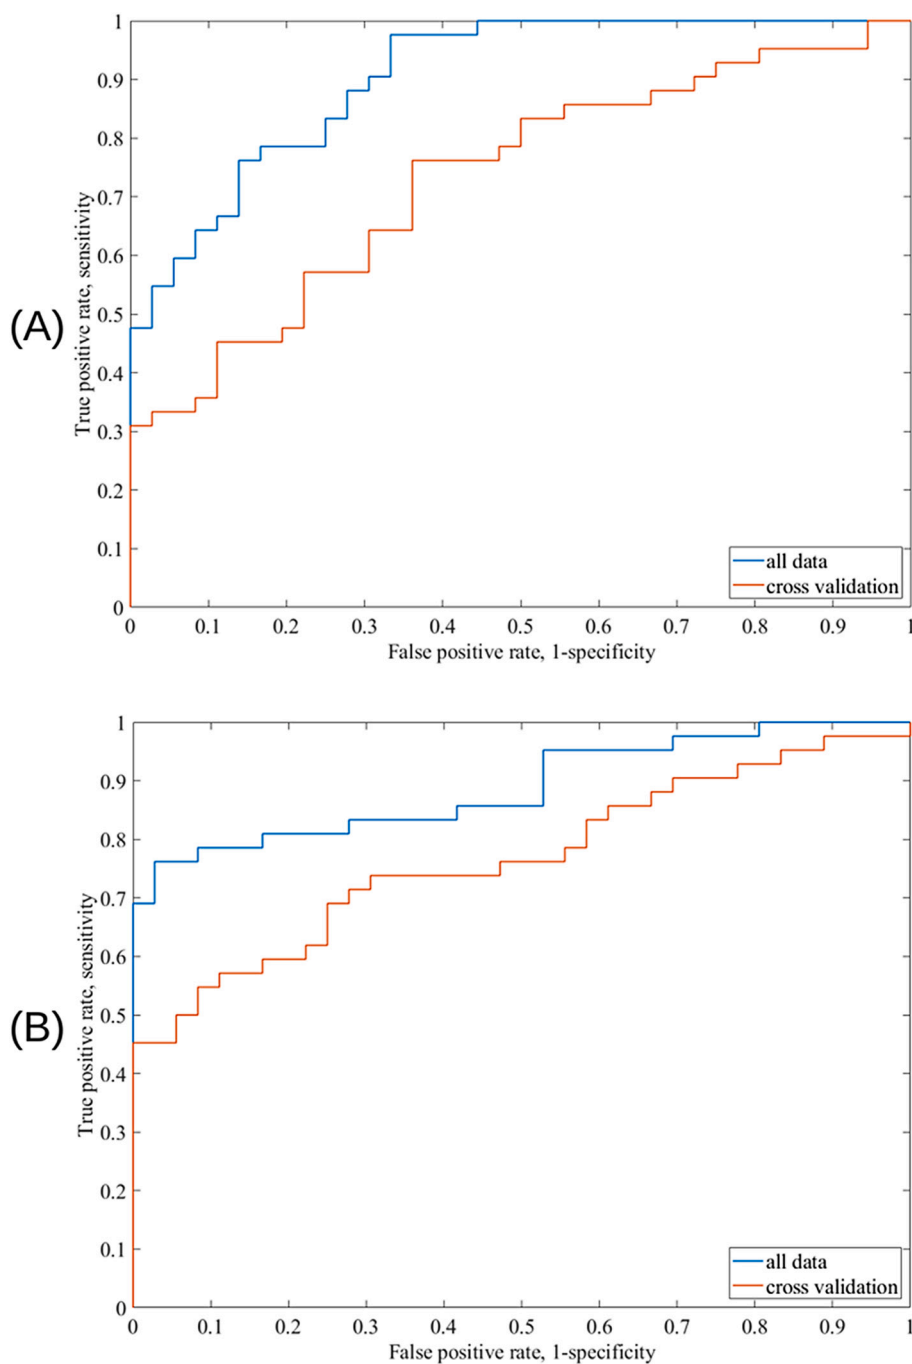 (A)
True positive rate, sensitivity
1
0.9
0.8
0.7
0.6
0.5
0.4
0.3
0.2
0.1
0
all data
cross validation
0 0.1 0.2 0.3 0.4 0.5 0.6 0.7 0.8 0.9 1
False positive rate, 1-specificity
(B)
True positive rate, sensitivity
1
0.9
0.8
0.7
0.6
0.5
0.4
0.3
0.2
0.1
0
all data
cross validation
0 0.1 0.2 0.3 0.4 0.5 0.6 0.7 0.8 0.9 1
False positive rate, 1-specificity